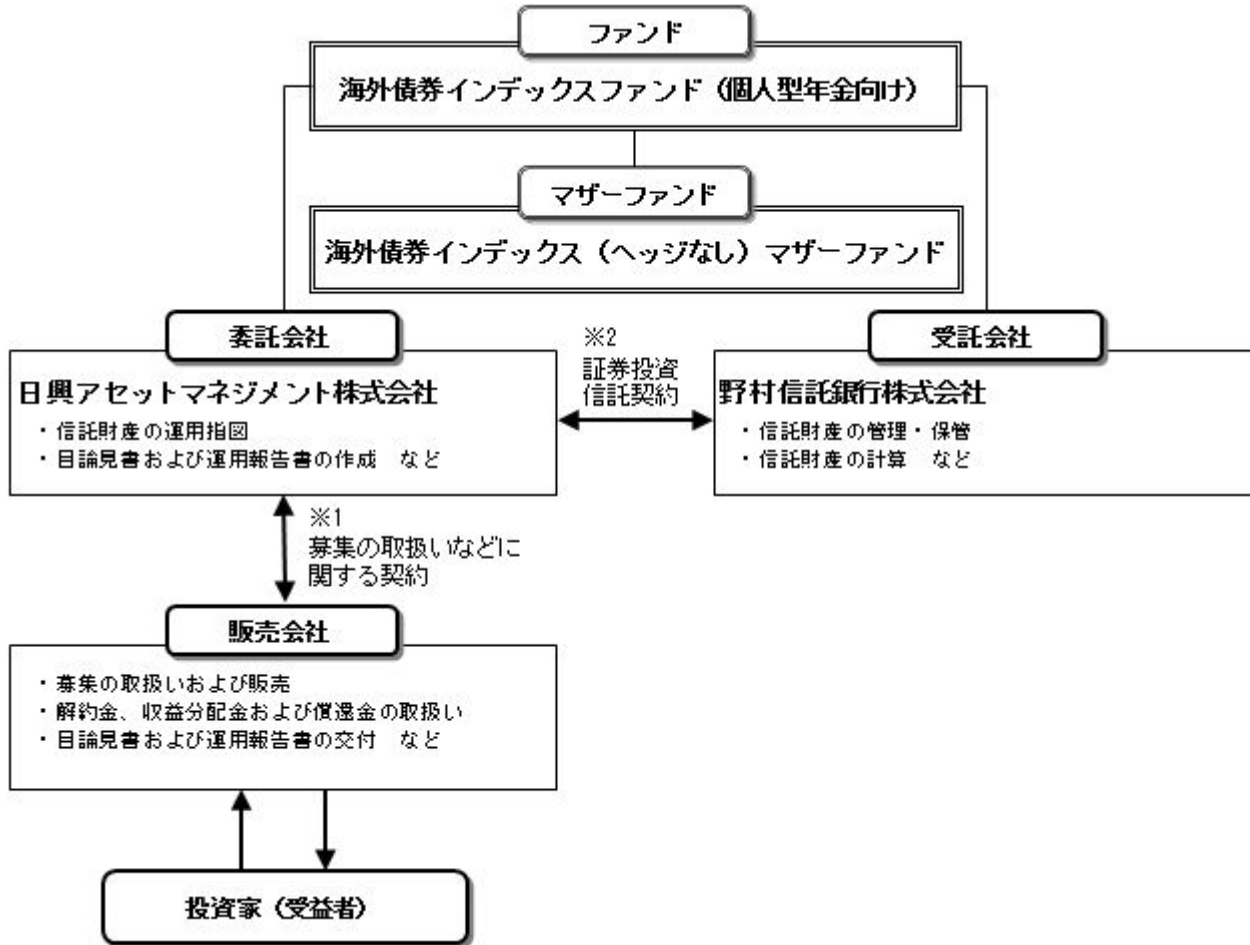 ファンド
海外債券インデックスファンド（個人型年金向け）
マザーファンド
海外債券インデックス（ヘッジなし）マザーファンド
委託会社
日興アセットマネジメント株式会社
・信託財産の運用指図
・目論見書および運用報告書の作成　など
※2
証券投資
信託契約
受託会社
野村信託銀行株式会社
・信託財産の管理・保管
・信託財産の計算　など
※1
募集の取扱いなどに
関する契約
販売会社
・募集の取扱いおよび販売
・解約金、収益分配金および償還金の取扱い
・目論見書および運用報告書の交付　など
投資家（受益者）